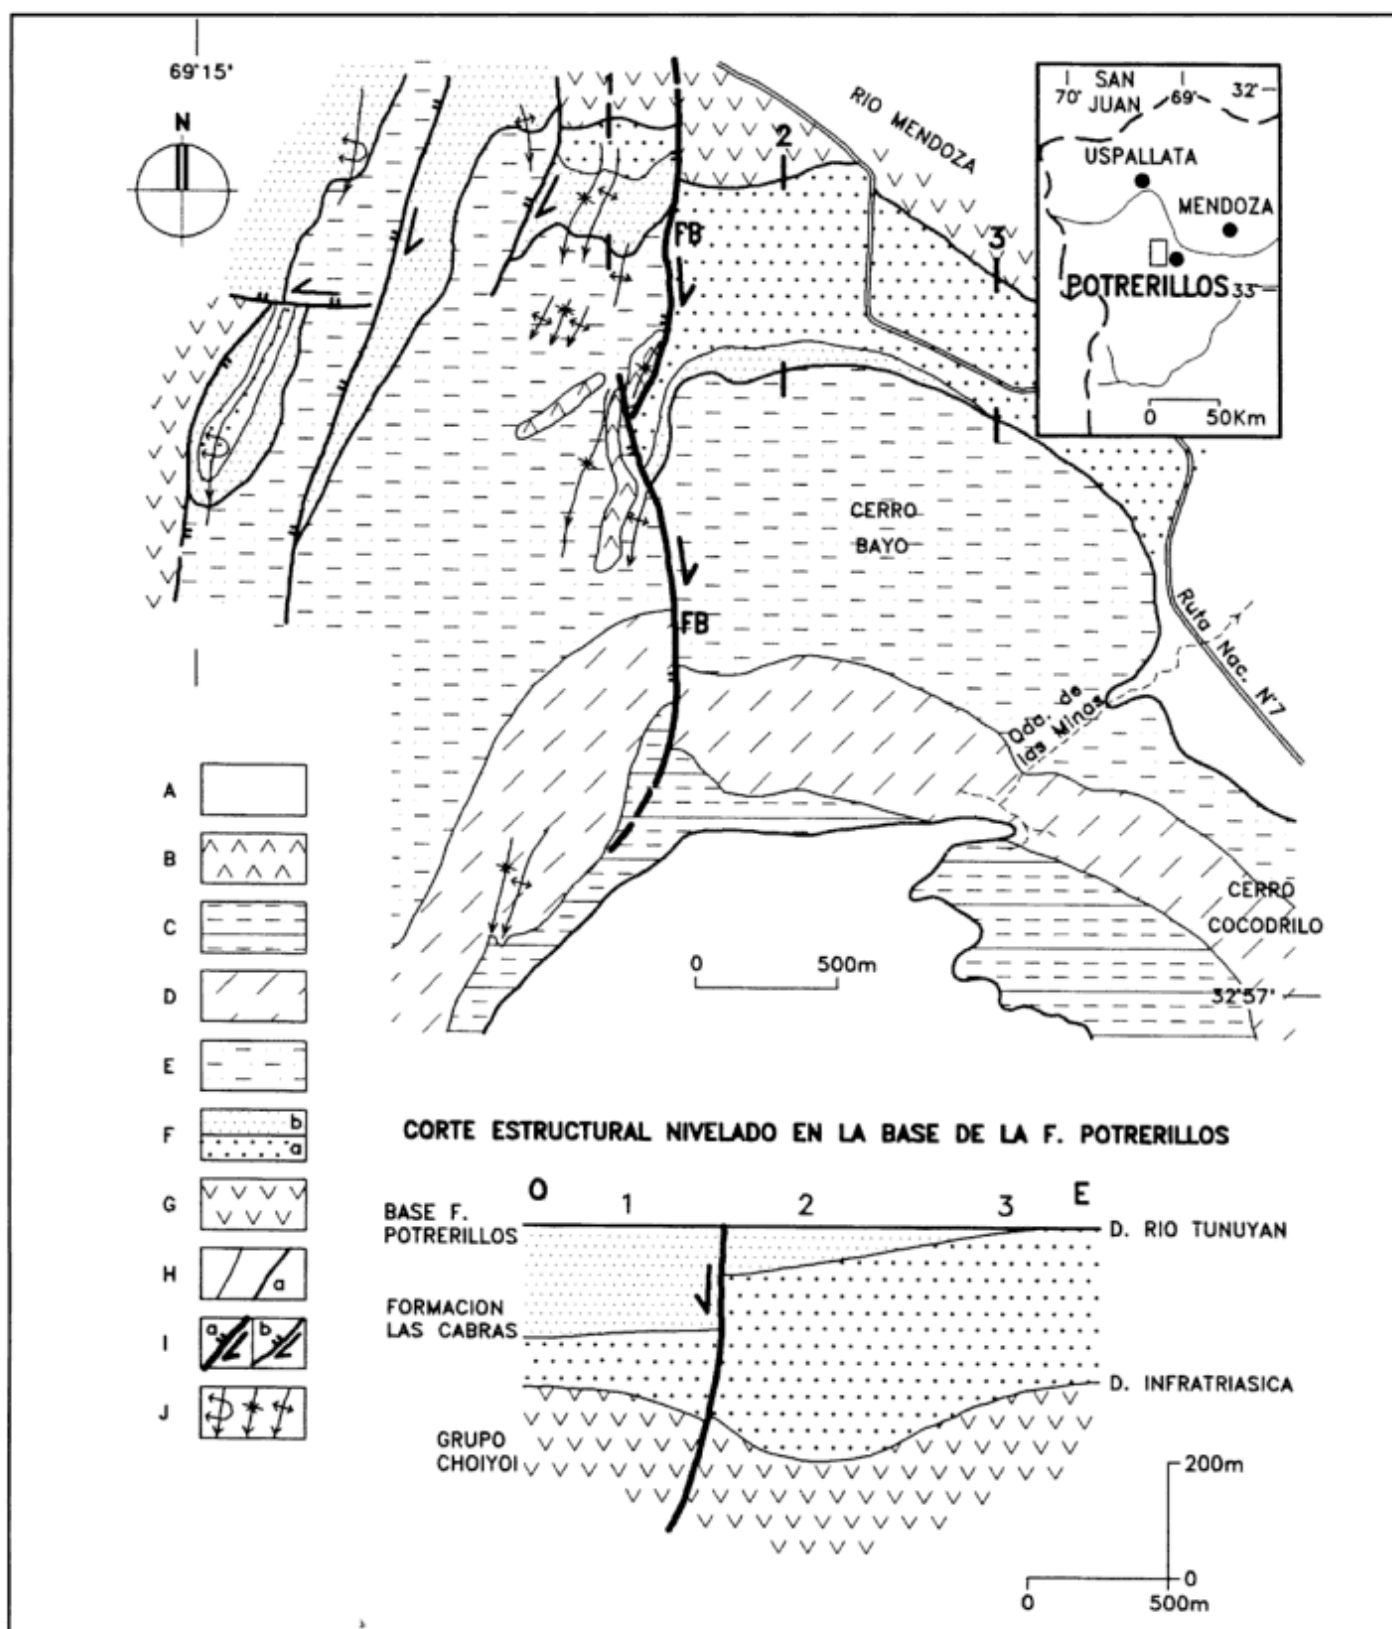 69°15'
N
1
2
3
RIO MENDOZA
FB
FB
CERRO
BAYO
Qda. de
las Minas
Ruta Nac. N°7
CERRO
COCODRILO
32°57'
0 500m
SAN
JUAN
70° 69° 32°
USPALLATA
MENDOZA
POTRERILLOS
33°
0 50Km
A
B
C
D
E
F b
a
G
H a
I a b
J
CORTE ESTRUCTURAL NIVELADO EN LA BASE DE LA F. POTRERILLOS
O 1 2 3 E
BASE F.
POTRERILLOS
D. RIO TUNUYAN
FORMACION
LAS CABRAS
D. INFRATRIASICA
GRUPO
CHOIYOI
200m
0
0 500m